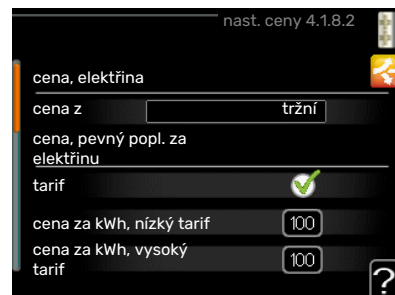 nast. ceny 4.1.8.2
cena, elektřina
cena z tržní
cena, pevný popl. za
elektřinu
tarif
cena za kWh, nízký tarif 100
cena za kWh, vysoký
tarif 100
?